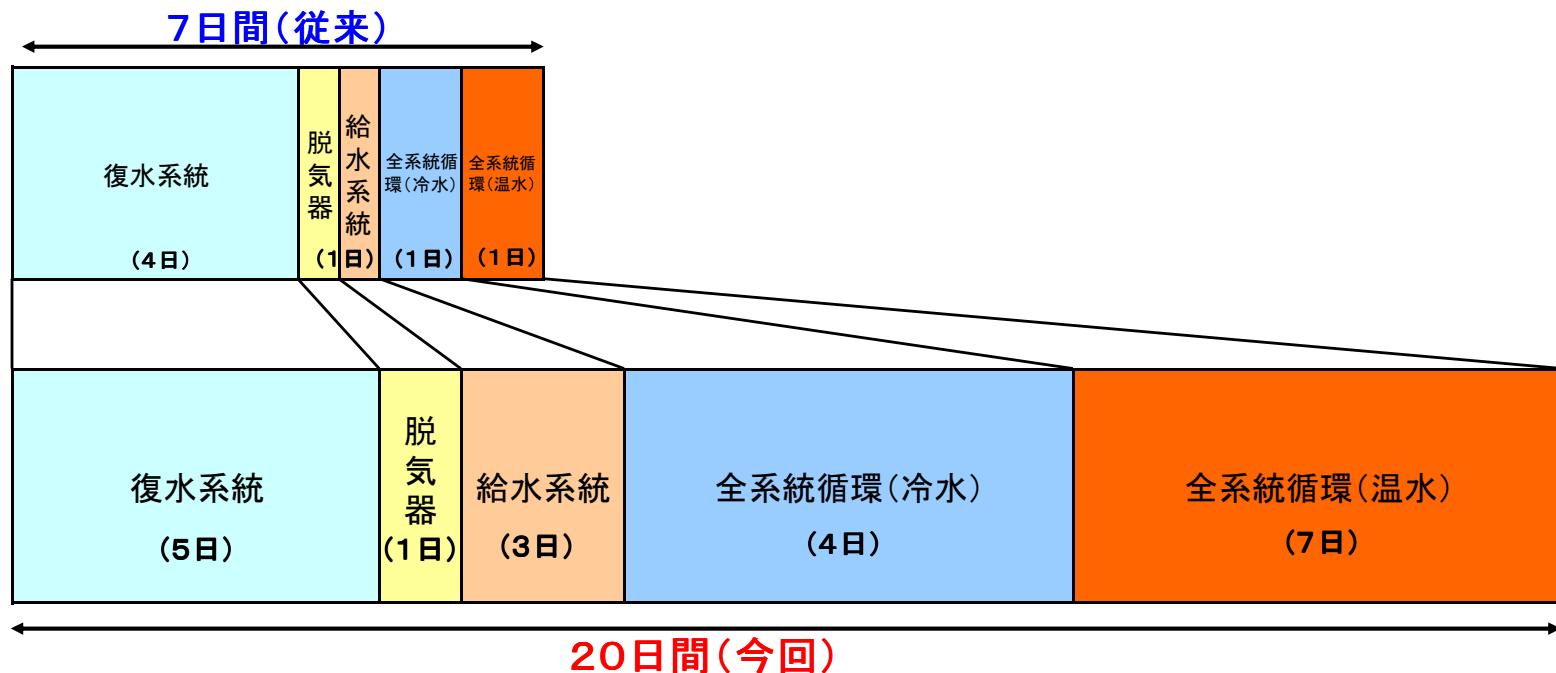 7日間(従来)
復水系統
(4日)
脱
気
器
給
水
系
統
(1日)
全系統循
環(冷水)
(1日)
全系統循
環(温水)
(1日)
復水系統
(5日)
脱
気
器
(1日)
給水系統
(3日)
全系統循環(冷水)
(4日)
全系統循環(温水)
(7日)
20日間(今回)